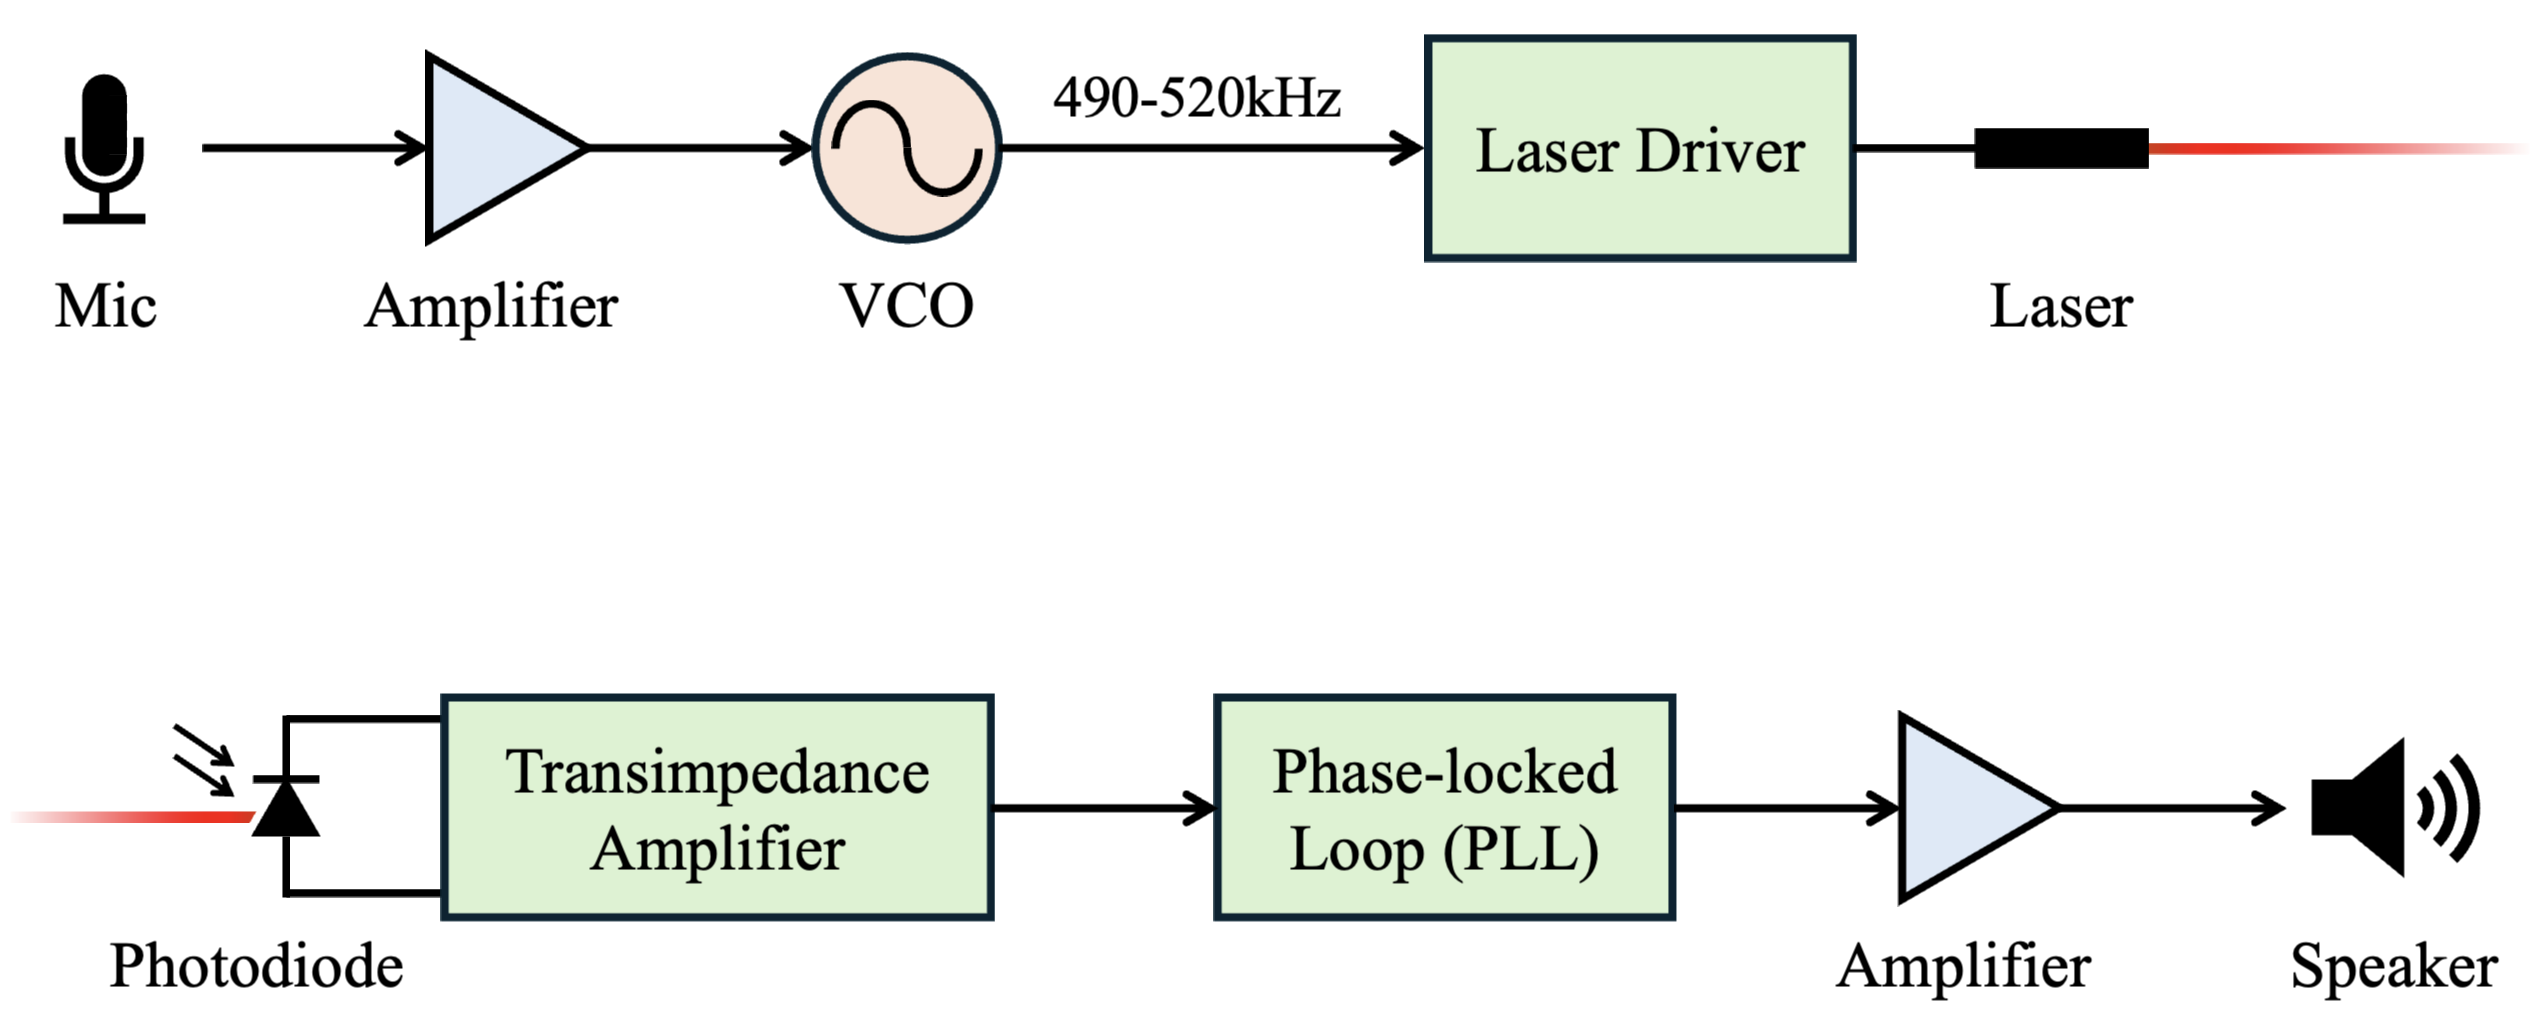 490-520kHz
Laser Driver
Mic
Amplifier
VCO
Laser
Transimpedance
Amplifier
Phase-locked
Loop (PLL)
Photodiode
Amplifier
Speaker